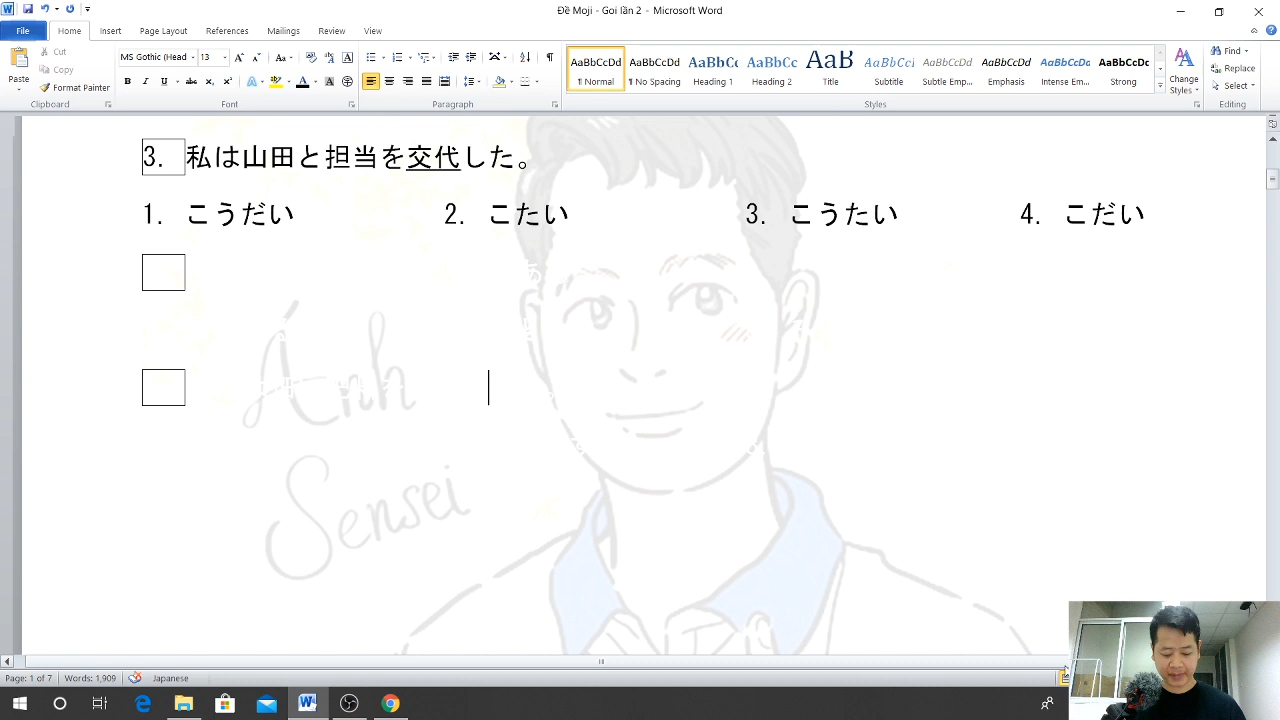 Đề Moji - Goi lần 2 - Microsoft Word
File Home Insert Page Layout References Mailings Review View
Cut
Copy
Format Painter
Paste
MS Gothic (Head 13
AaBbCcDd AaBbCcDd AaBbCc AaBbCc AaB AaBbCcI AaBbCcDd AaBbCcDd AaBbCcDd AaBbCcDc
¶ Normal ¶ No Spacing Heading 1 Heading 2 Title Subtitle Subtle Emp... Emphasis Intense Em... Strong
Change Styles
Find
Replace
Select
Clipboard Font Paragraph Styles Editing
3. 私は山田と担当を交代した。
1. こうだい 2. こたい 3. こうたい 4. こだい
Ánh
Sensei
Page: 1 of 7 Words: 1,909 Japanese